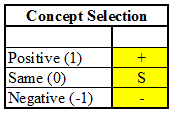 Concept Selection
Positive (1) +
Same (0) S
Negative (-1) -